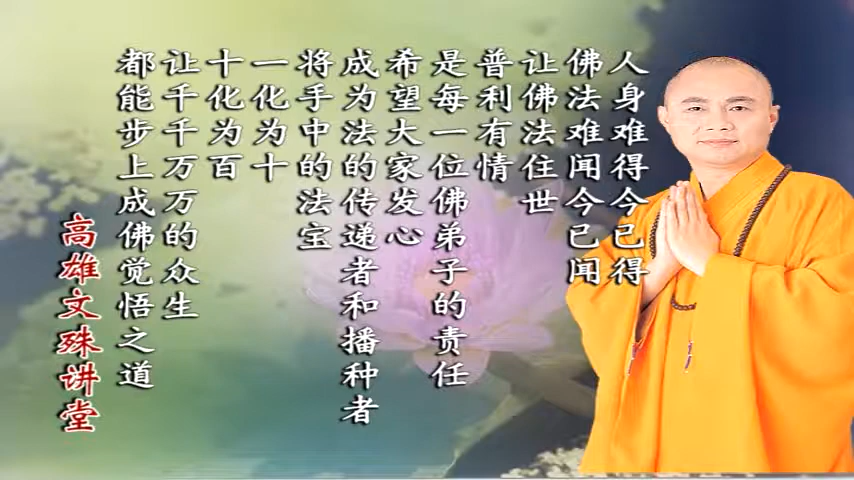 人身难得今已得
佛法难闻今已闻
让佛法住世
普利有情
是每一位佛弟子的责任
希望大家发心
成为法的传递者和播种者
将手中的法宝
一化为十
十化为百
让千千万万的众生
都能步上成佛觉悟之道
高雄文殊讲堂